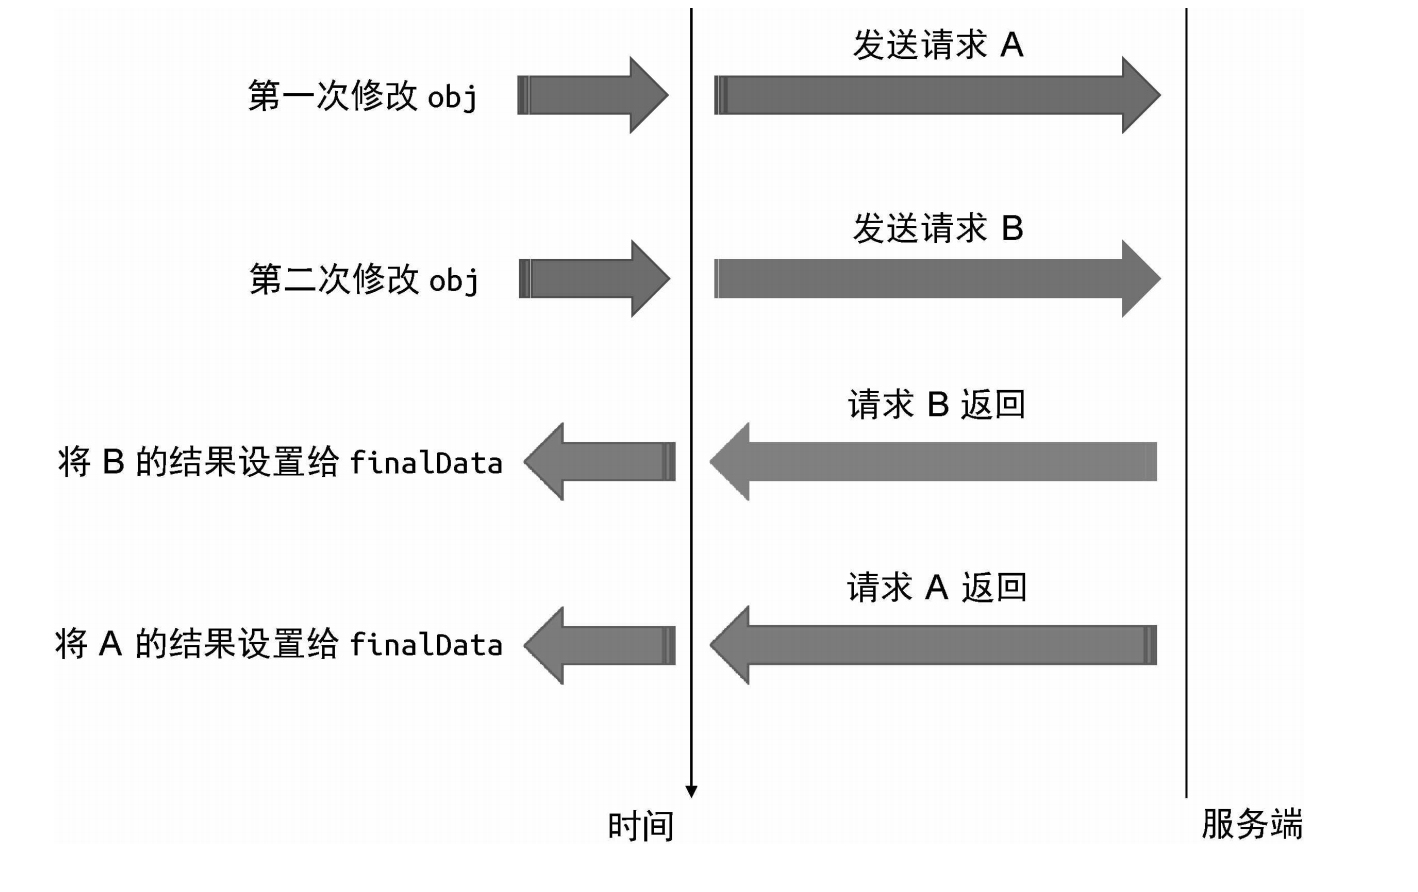 发送请求 A
第一次修改 obj
发送请求 B
第二次修改 obj
请求 B 返回
将 B 的结果设置给 finalData
请求 A 返回
将 A 的结果设置给 finalData
时间
服务端